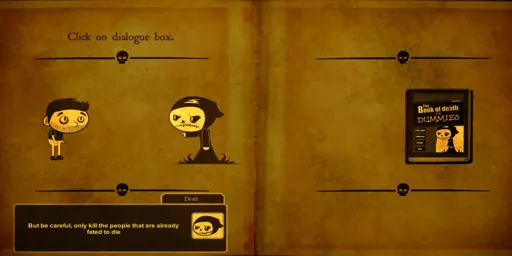 Click on dialogue box.
The
Book of death
for
DUMMIES
Death
But be careful, only kill the people that are already
fated to die